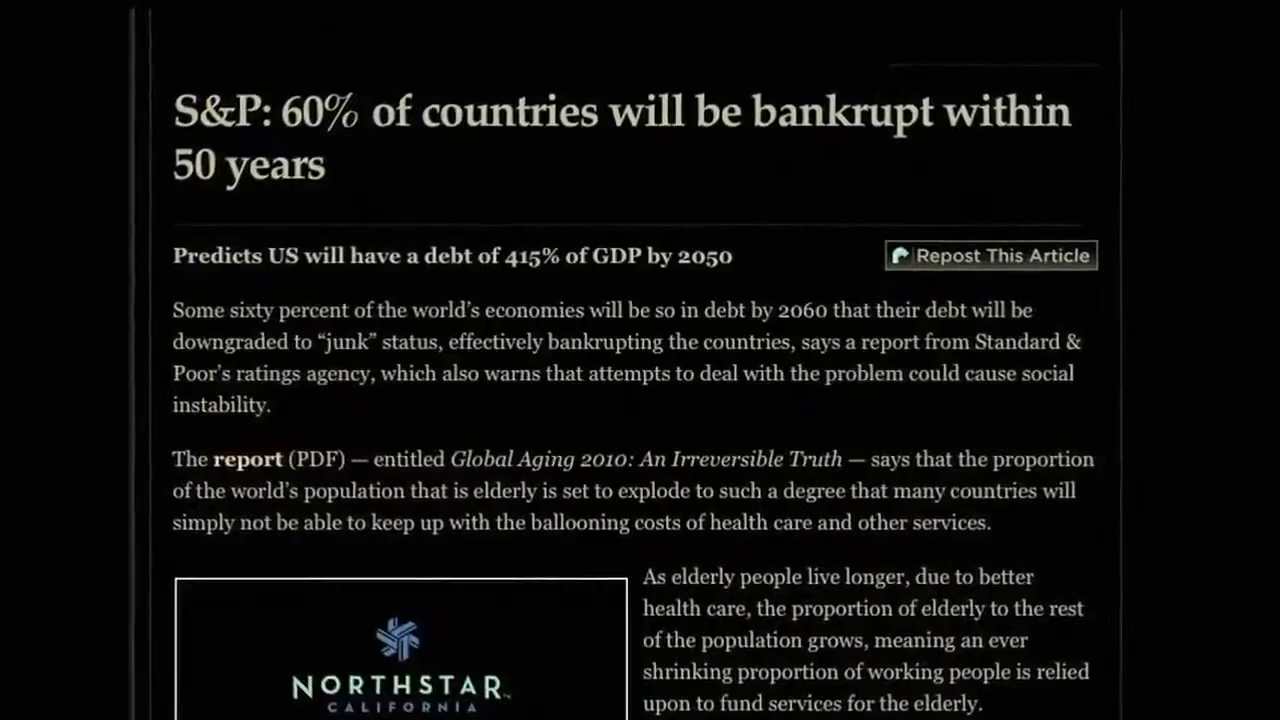 S&P: 60% of countries will be bankrupt within
50 years
Predicts US will have a debt of 415% of GDP by 2050
Repost This Article
Some sixty percent of the world's economies will be so in debt by 2060 that their debt will be
downgraded to “junk” status, effectively bankrupting the countries, says a report from Standard &
Poor's ratings agency, which also warns that attempts to deal with the problem could cause social
instability.
The report (PDF) — entitled Global Aging 2010: An Irreversible Truth — says that the proportion
of the world's population that is elderly is set to explode to such a degree that many countries will
simply not be able to keep up with the ballooning costs of health care and other services.
As elderly people live longer, due to better
health care, the proportion of elderly to the rest
of the population grows, meaning an ever
shrinking proportion of working people is relied
upon to fund services for the elderly.
NORTHSTAR™
CALIFORNIA